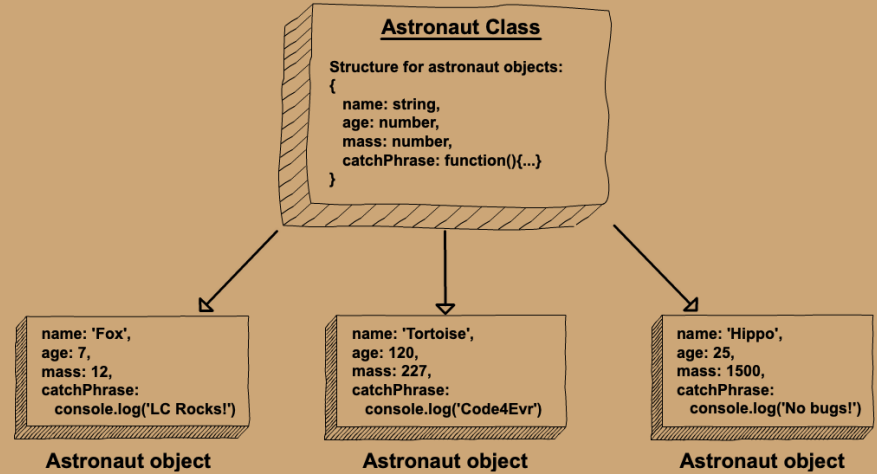 Astronaut Class
Structure for astronaut objects:
{
name: string,
age: number,
mass: number,
catchPhrase: function(){...}
}
name: 'Fox',
age: 7,
mass: 12,
catchPhrase:
console.log('LC Rocks!')
Astronaut object
name: 'Tortoise',
age: 120,
mass: 227,
catchPhrase:
console.log('Code4Evr')
Astronaut object
name: 'Hippo',
age: 25,
mass: 1500,
catchPhrase:
console.log('No bugs!')
Astronaut object